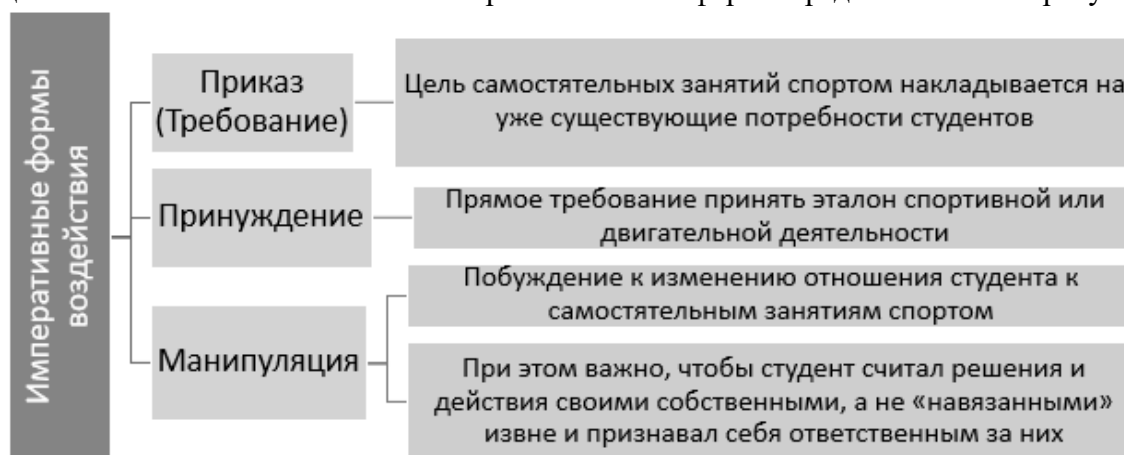 Императивные формы
воздействия
Приказ
(Требование)
Цель самостятельных занятий спортом накладывается на
уже существующие потребности студентов
Принуждение
Прямое требование принять эталон спортивной или
двигательной деятельности
Манипуляция
Побуждение к изменению отношения студента к
самостятельным занятиям спортом
При этом важно, чтобы студент считал решения и
действия своими собственными, а не «навязанными»
извне и признавал себя ответственным за них